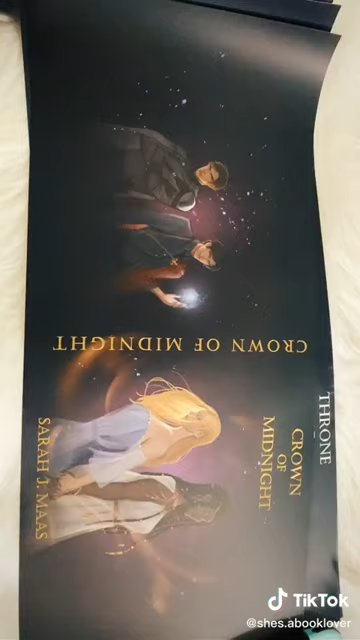 CROWN OF MIDNIGHT
THRONE
CROWN
OF
MIDNIGHT
SARAH J. MAAS
TikTok
@shes.abooklover